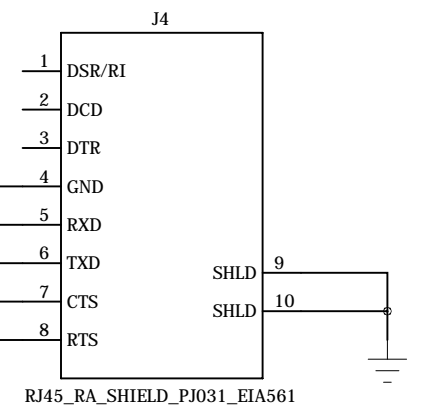 J4
1 DSR/RI
2 DCD
3 DTR
4 GND
5 RXD
6 TXD
SHLD 9
7 CTS
SHLD 10
8 RTS
RJ45_RA_SHIELD_PJ031_EIA561